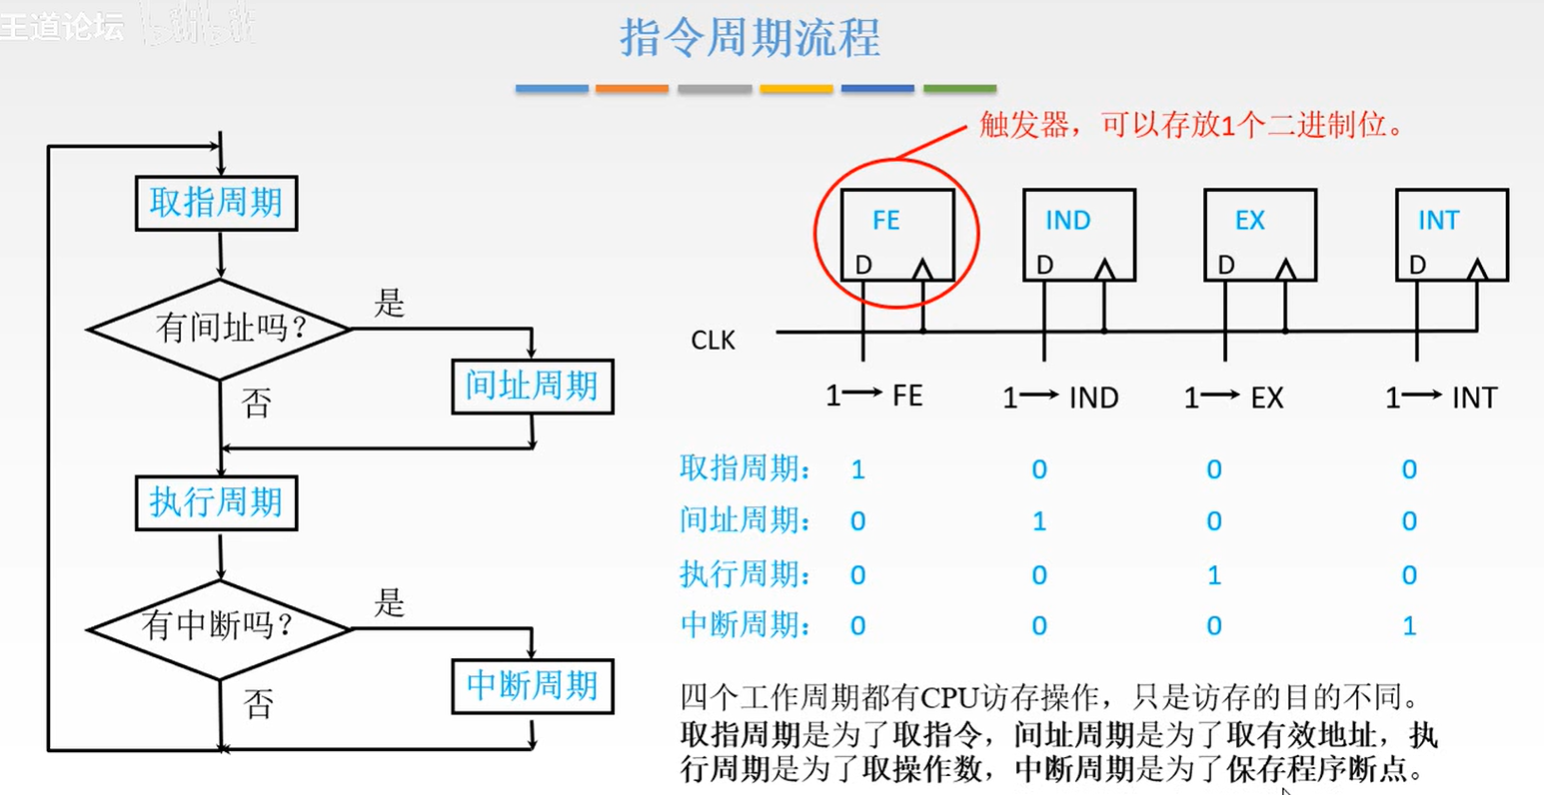 王道论坛 bilibili
指令周期流程
取指周期
有间址吗?
是
间址周期
否
执行周期
有中断吗?
是
中断周期
否
触发器，可以存放1个二进制位。
FE IND EX INT
D D D D
CLK
1→ FE 1→ IND 1→ EX 1→ INT
取指周期： 1 0 0 0
间址周期： 0 1 0 0
执行周期： 0 0 1 0
中断周期： 0 0 0 1
四个工作周期都有CPU访存操作，只是访存的目的不同。
取指周期是为了取指令，间址周期是为了取有效地址，执
行周期是为了取操作数，中断周期是为了保存程序断点。